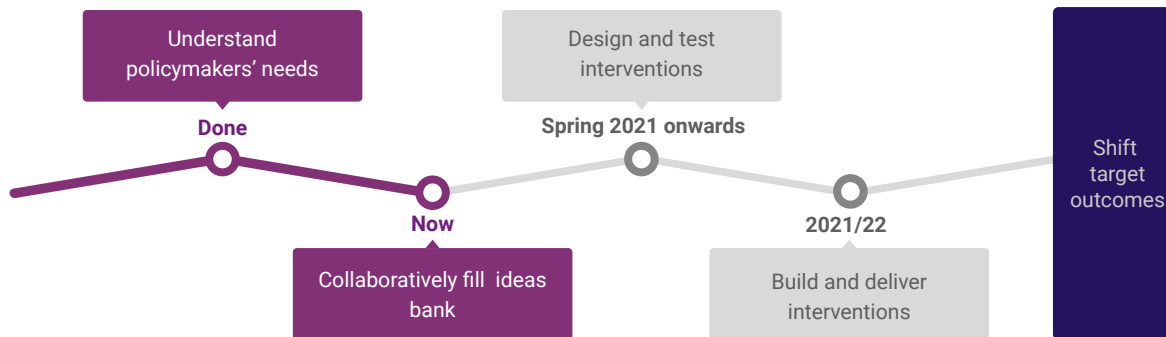 Understand
policymakers' needs
Done
Now
Collaboratively fill ideas
bank
Design and test
interventions
Spring 2021 onwards
2021/22
Build and deliver
interventions
Shift
target
outcomes